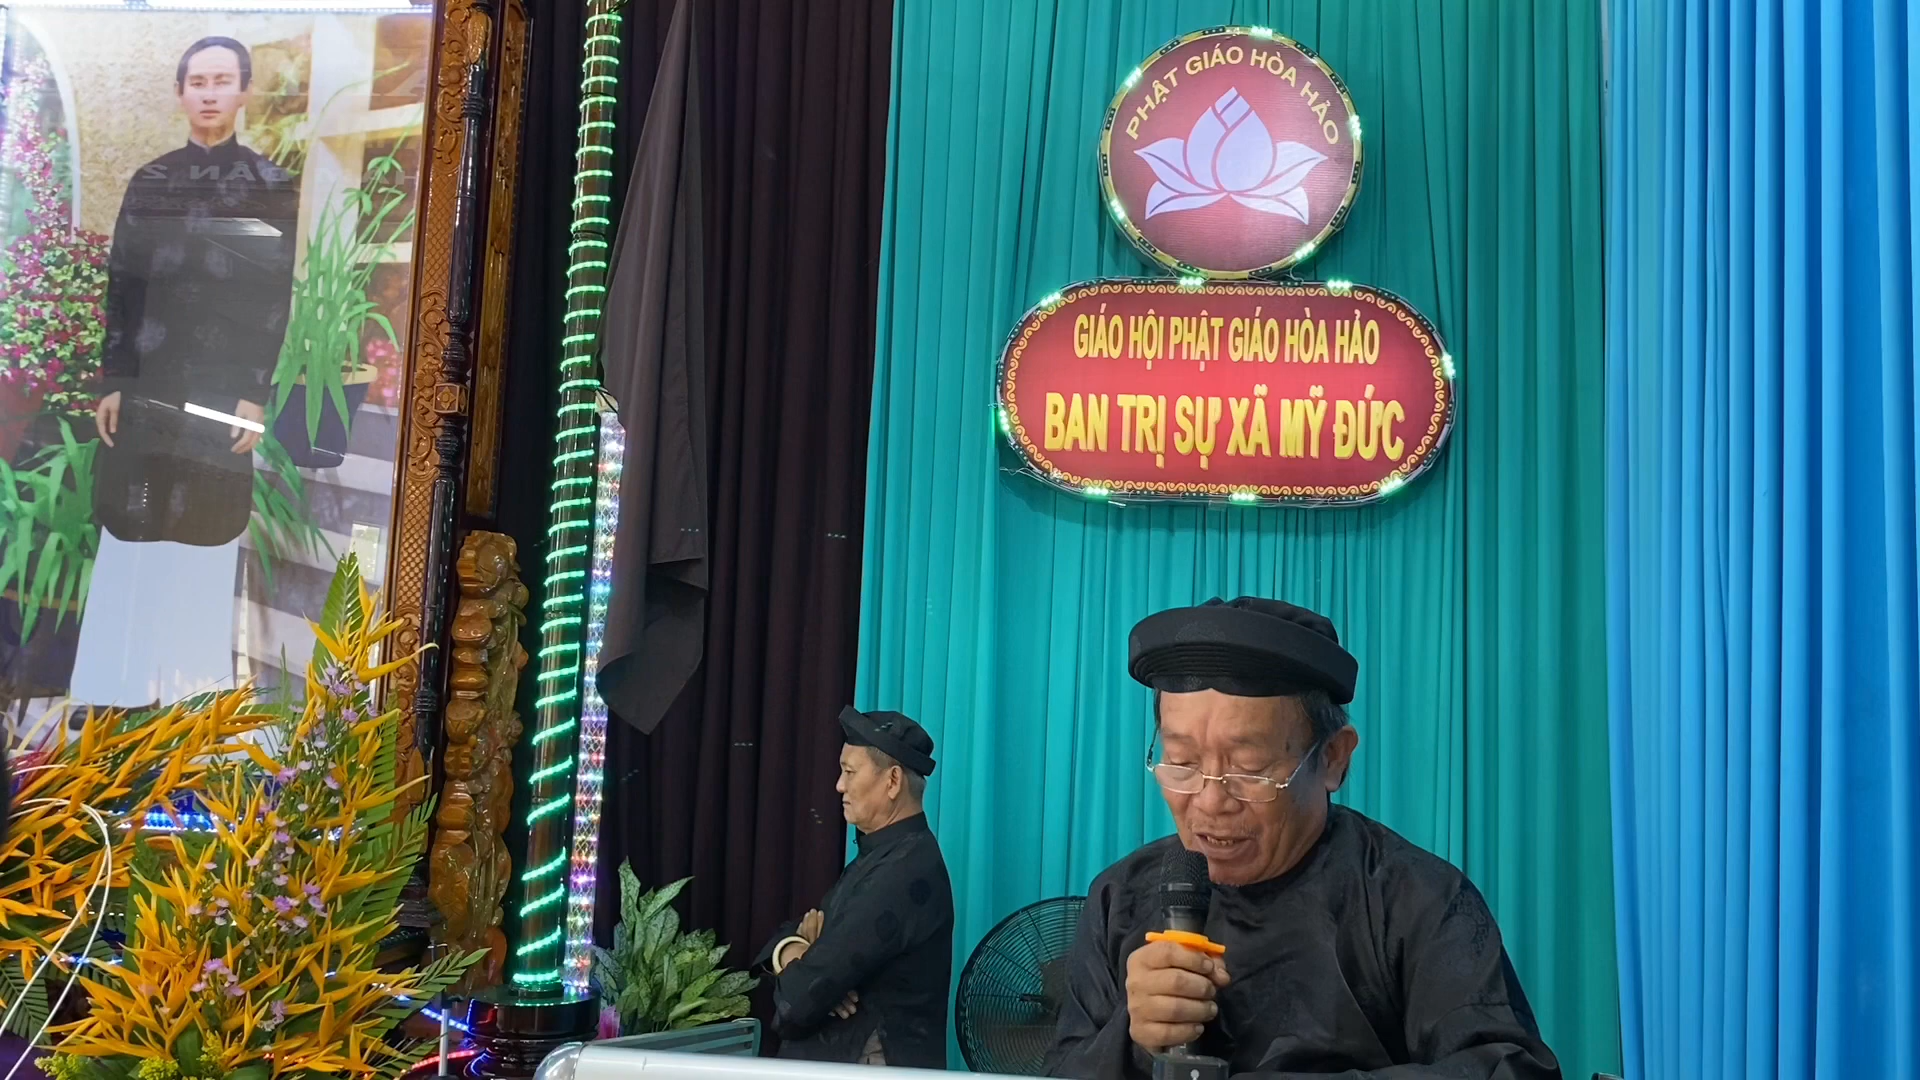 PHẬT GIÁO HÒA HẢO
GIÁO HỘI PHẬT GIÁO HÒA HẢO
BAN TRỊ SỰ XÃ MỸ ĐỨC